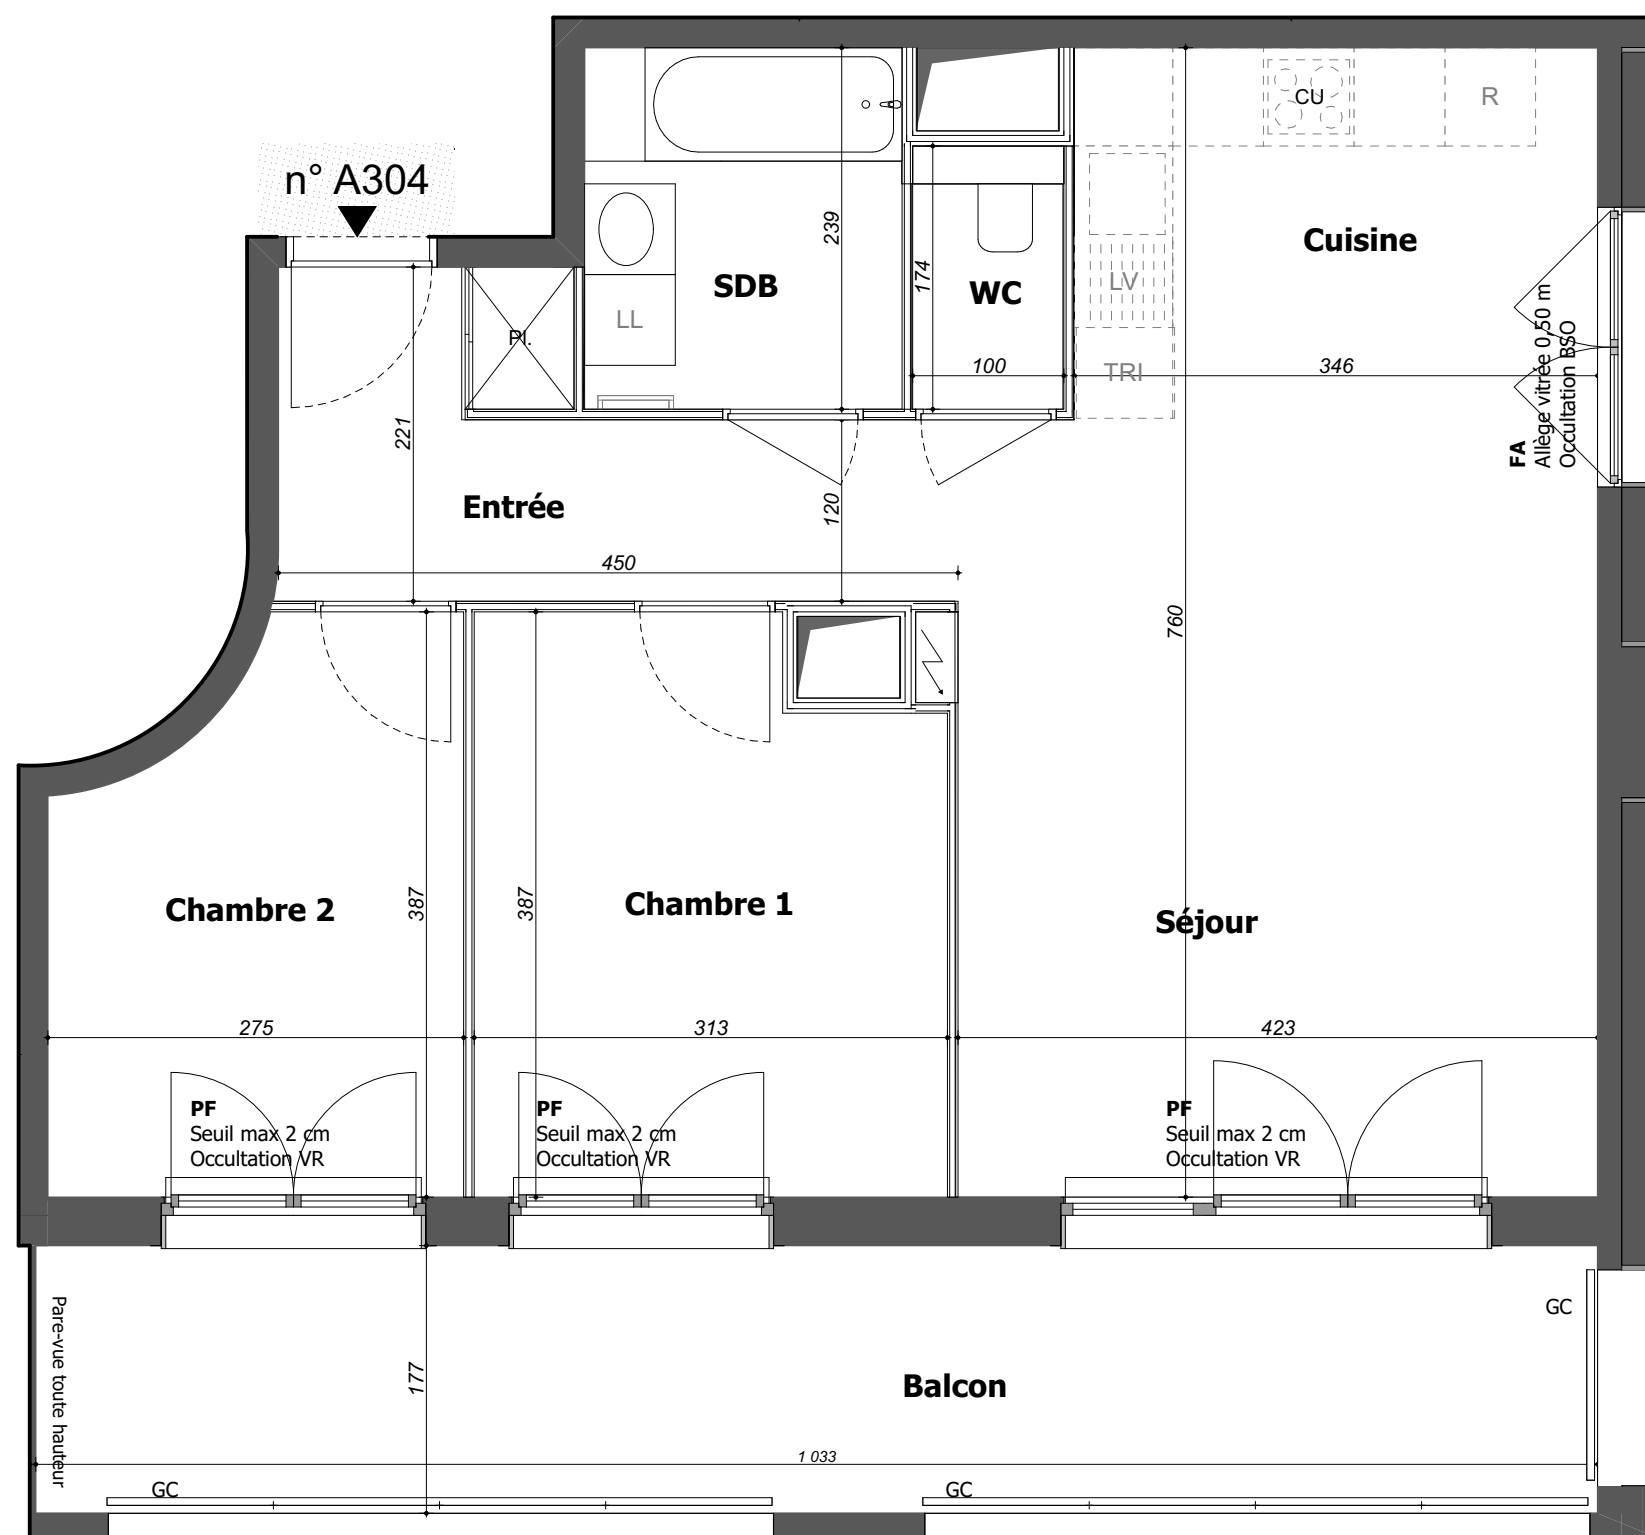 n° A304
CU
R
239
Cuisine
174
SDB
WC
LV
LL
Pl.
100
TRI
346
FA
Allège vitrée 0,50 m
Occultation BSO
221
Entrée
120
450
760
387
387
Chambre 2
Chambre 1
Séjour
275
313
423
PF
Seuil max 2 cm
Occultation VR
PF
Seuil max 2 cm
Occultation VR
PF
Seuil max 2 cm
Occultation VR
Pare-vue toute hauteur
GC
177
Balcon
1 033
GC
GC